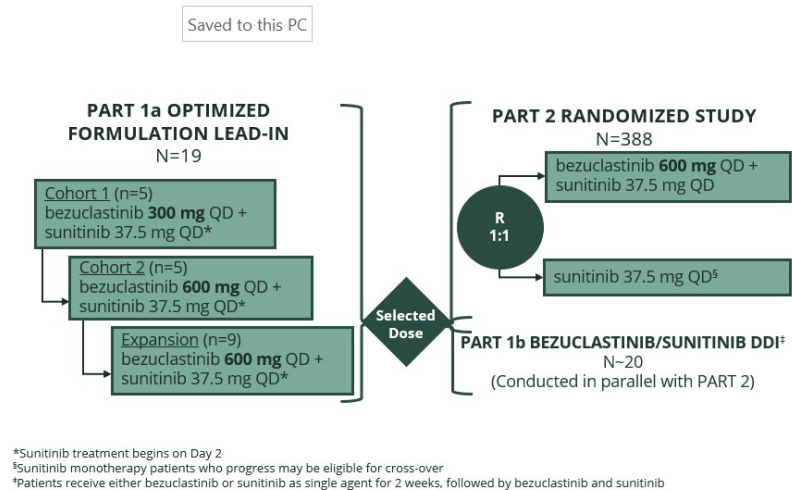 Saved to this PC
PART 1a OPTIMIZED
FORMULATION LEAD-IN
N=19
Cohort 1 (n=5)
bezuclastinib 300 mg QD +
sunitinib 37.5 mg QD*
Cohort 2 (n=5)
bezuclastinib 600 mg QD +
sunitinib 37.5 mg QD*
Expansion (n=9)
bezuclastinib 600 mg QD +
sunitinib 37.5 mg QD*
Selected
Dose
PART 2 RANDOMIZED STUDY
N=388
R
1:1
bezuclastinib 600 mg QD +
sunitinib 37.5 mg QD
sunitinib 37.5 mg QD§
PART 1b BEZUCLASTINIB/SUNITINIB DDI‡
N~20
(Conducted in parallel with PART 2)
*Sunitinib treatment begins on Day 2
§Sunitinib monotherapy patients who progress may be eligible for cross-over
‡Patients receive either bezuclastinib or sunitinib as single agent for 2 weeks, followed by bezuclastinib and sunitinib